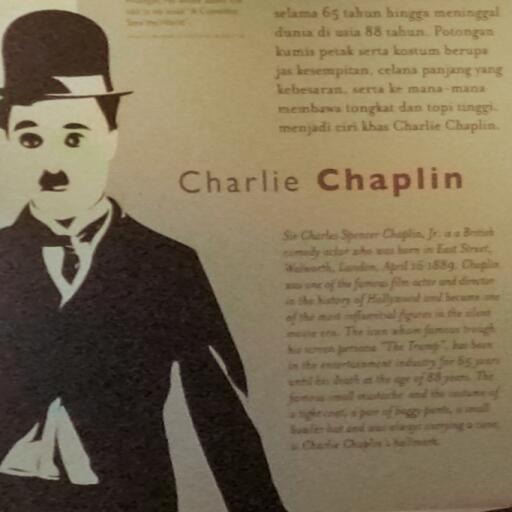 selama 65 tahun hingga meninggal
dunia di usia 88 tahun. Potongan
kumis petak serta kostum berupa
jas kesempitan, celana panjang yang
kebesaran, serta ke mana-mana
membawa tongkat dan topi tinggi,
menjadi ciri khas Charlie Chaplin.
Charlie Chaplin
Sir Charles Spencer Chaplin, Jr. is a British
comedy actor who was born in East Street,
Walworth, London, April 16 1889. Chaplin
was one of the famous film actor and director
in the history of Hollywood and became one
of the most influential figures in the silent
movie era. The icon whom famous trough
his screen persona "The Tramp", has been
in the entertainment industry for 65 years
until his death at the age of 88 years. The
famous small mustache and the costume of
a tight coat, a pair of baggy pants, a small
bowler hat and was always carrying a cane,
is Charlie Chaplin's hallmark.